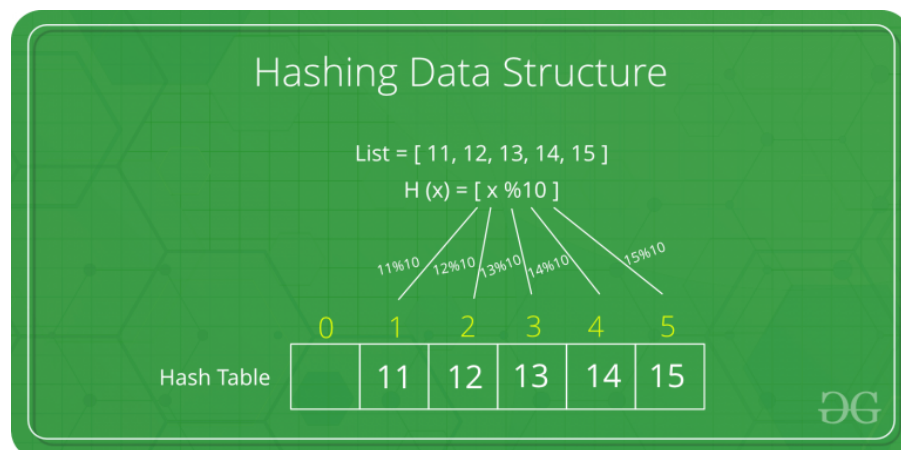 Hashing Data Structure
List = [ 11, 12, 13, 14, 15 ]
H (x) = [ x %10 ]
11%10 12%10 13%10 14%10 15%10
0 1 2 3 4 5
Hash Table 11 12 13 14 15
GG